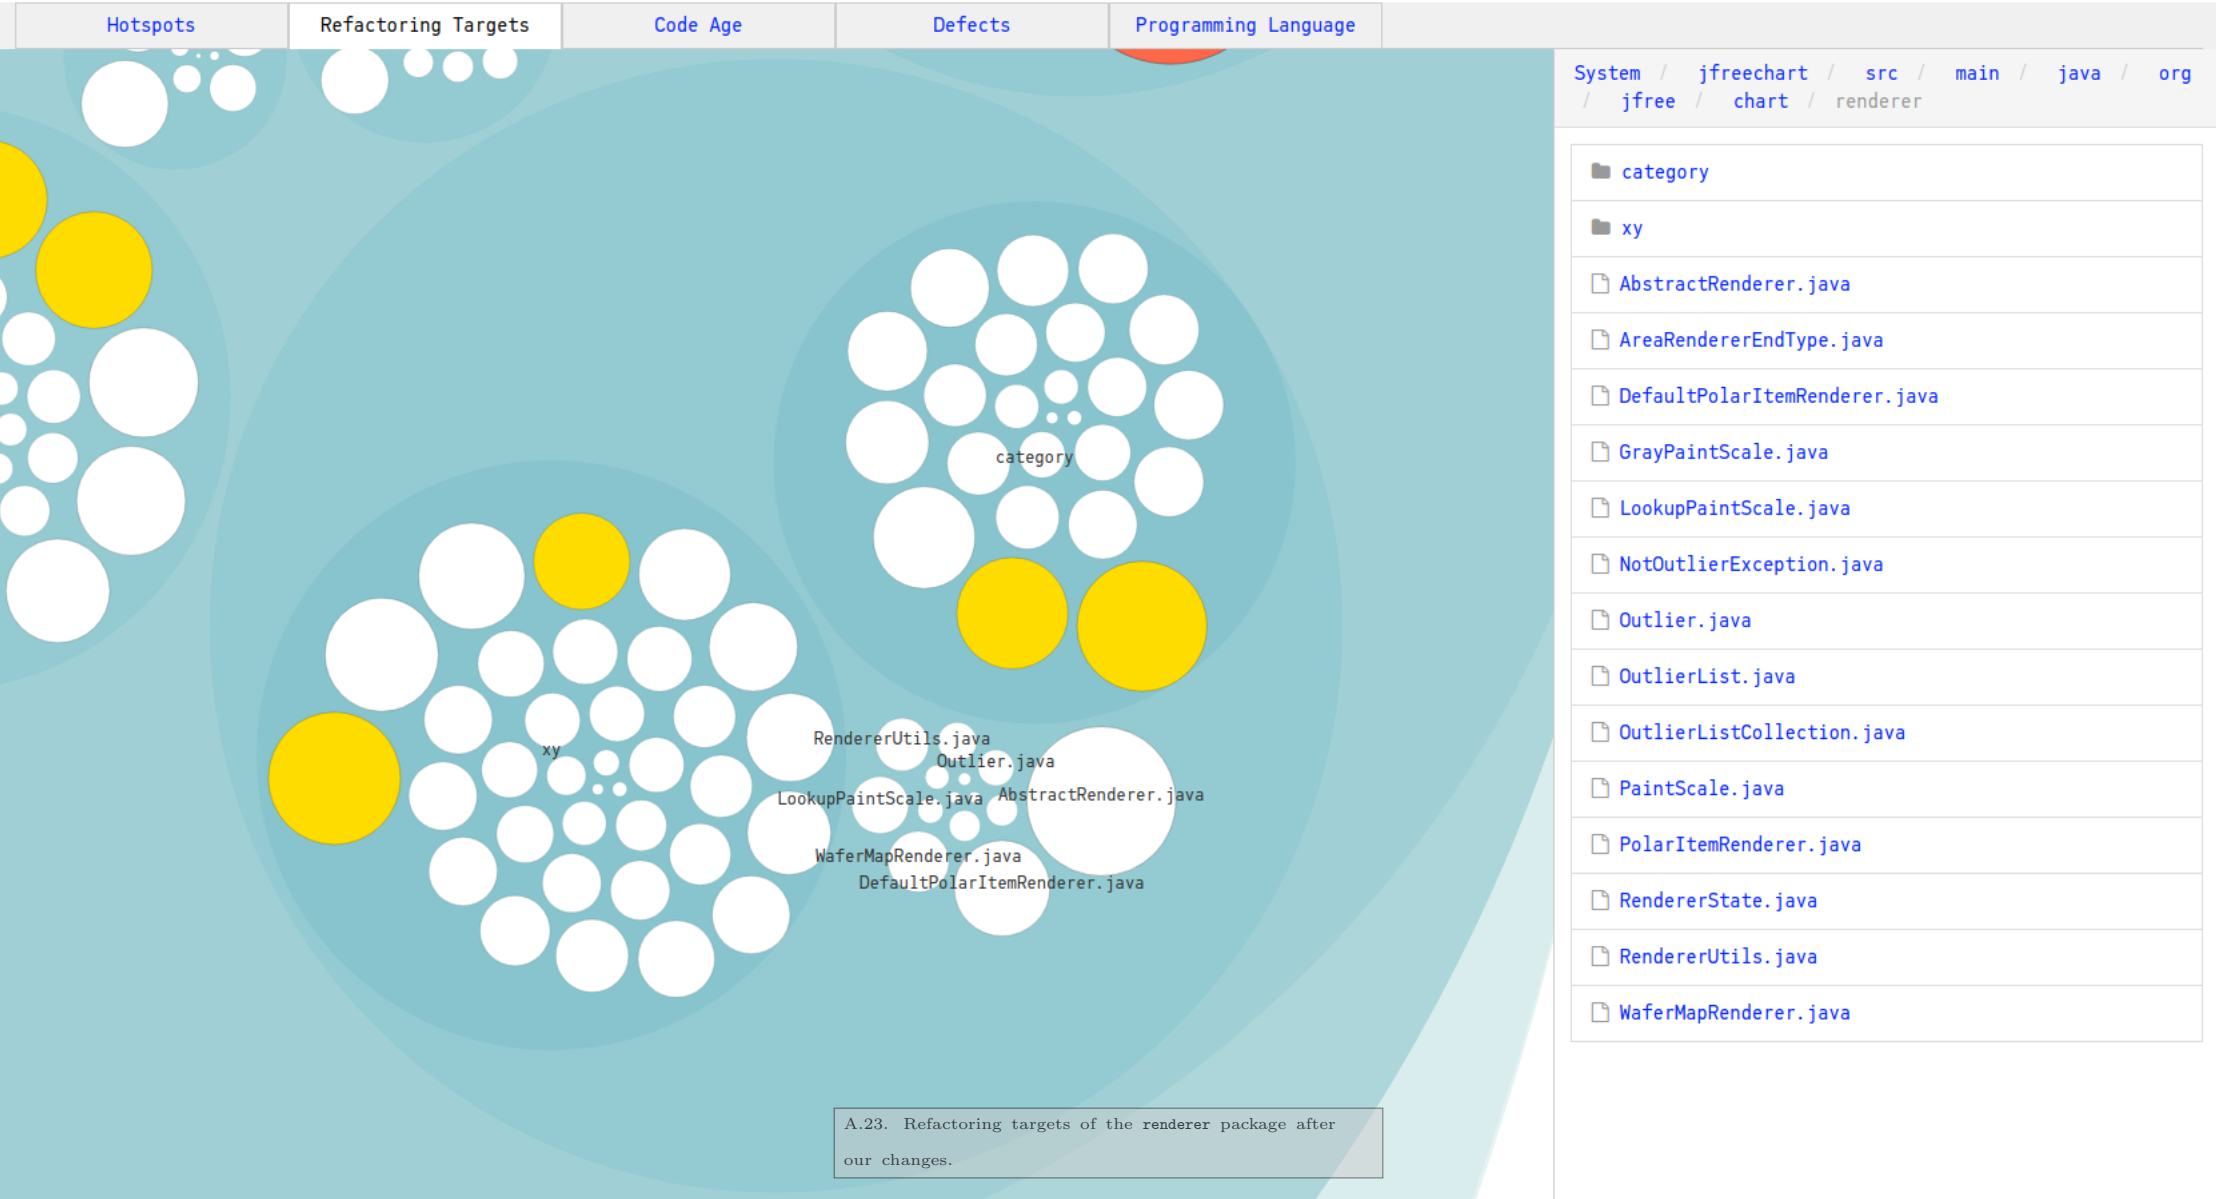 Hotspots
Refactoring Targets
Code Age
Defects
Programming Language
System / jfreechart / src / main / java / org
/ jfree / chart / renderer
category
xy
AbstractRenderer.java
AreaRendererEndType.java
DefaultPolarItemRenderer.java
GrayPaintScale.java
LookupPaintScale.java
NotOutlierException.java
Outlier.java
OutlierList.java
OutlierListCollection.java
PaintScale.java
PolarItemRenderer.java
RendererState.java
RendererUtils.java
WaferMapRenderer.java
category
xy
RendererUtils.java
Outlier.java
LookupPaintScale.java
AbstractRenderer.java
WaferMapRenderer.java
DefaultPolarItemRenderer.java
A.23. Refactoring targets of the renderer package after
our changes.